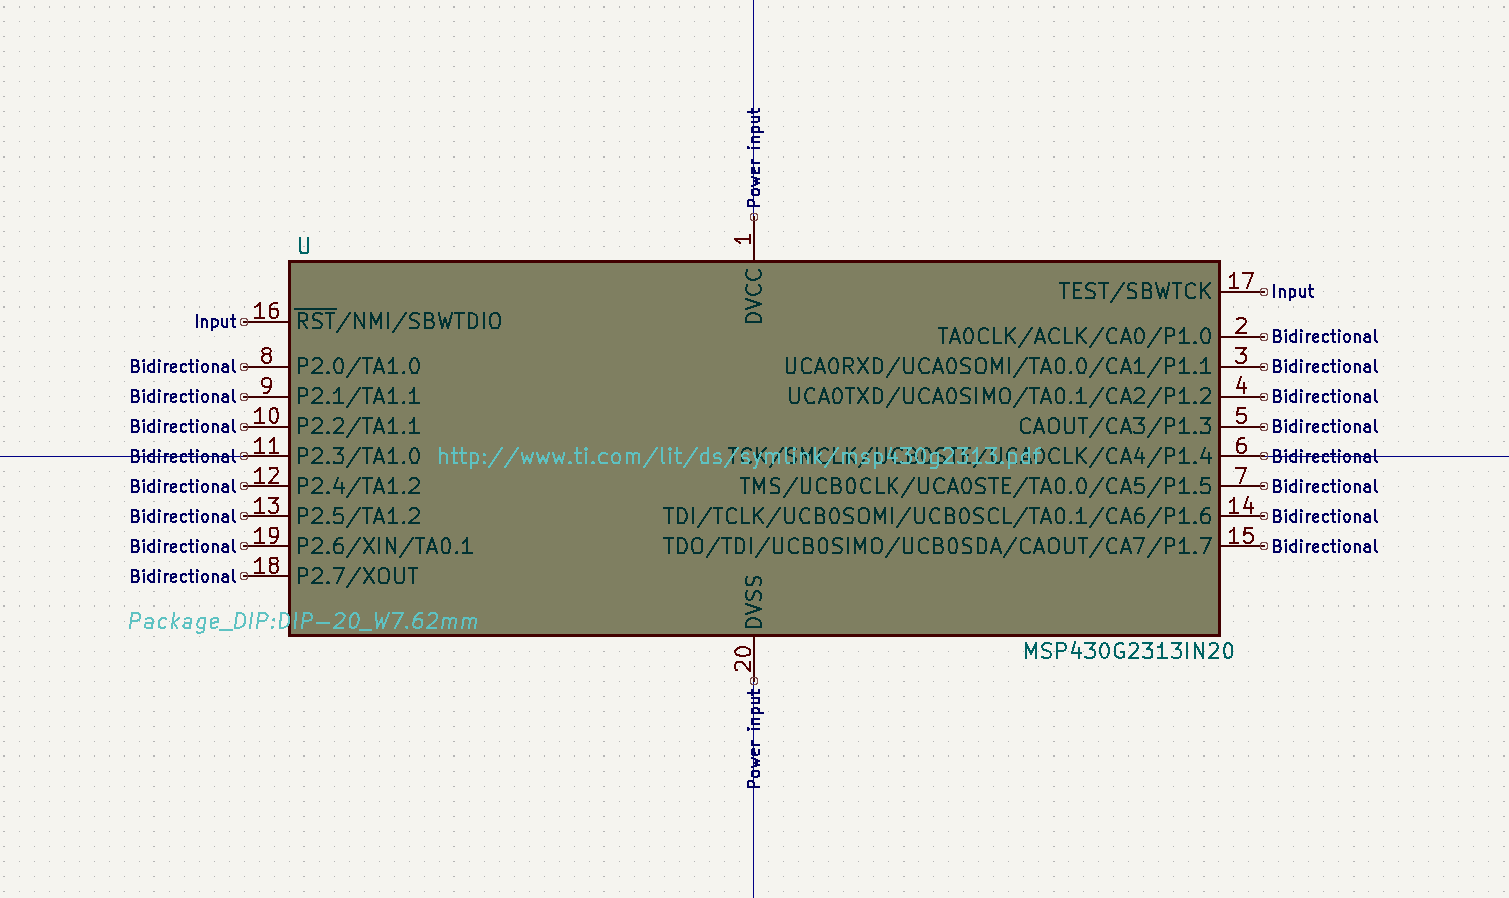 Power input
1
DVCC
U
16 RST/NMI/SBWTDIO
Input
Bidirectional 8 P2.0/TA1.0
Bidirectional 9 P2.1/TA1.1
Bidirectional 10 P2.2/TA1.1
Bidirectional 11 P2.3/TA1.0
Bidirectional 12 P2.4/TA1.2
Bidirectional 13 P2.5/TA1.2
Bidirectional 19 P2.6/XIN/TA0.1
Bidirectional 18 P2.7/XOUT
TEST/SBWTCK 17 Input
TA0CLK/ACLK/CA0/P1.0 2 Bidirectional
UCA0RXD/UCA0SOMI/TA0.0/CA1/P1.1 3 Bidirectional
UCA0TXD/UCA0SIMO/TA0.1/CA2/P1.2 4 Bidirectional
CAOUT/CA3/P1.3 5 Bidirectional
http://www.ti.com/lit/ds/symlink/msp430g2313.pdf
TCK/SMCLK/UCB0STE/UCA0CLK/CA4/P1.4 6 Bidirectional
TMS/UCB0CLK/UCA0STE/TA0.0/CA5/P1.5 7 Bidirectional
TDI/TCLK/UCB0SOMI/UCB0SCL/TA0.1/CA6/P1.6 14 Bidirectional
TDO/TDI/UCB0SIMO/UCB0SDA/CAOUT/CA7/P1.7 15 Bidirectional
DVSS
20
Power input
Package_DIP:DIP-20_W7.62mm
MSP430G2313IN20